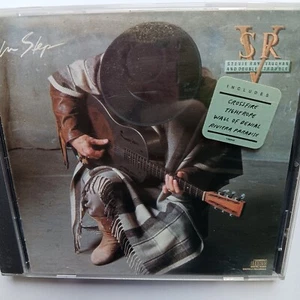 In Step
SRV
STEVIE RAY VAUGHAN
AND DOUBLE TROUBLE
INCLUDES
CROSSFIRE
TIGHTROPE
WALL OF DENIAL
RIVIERA PARADISE